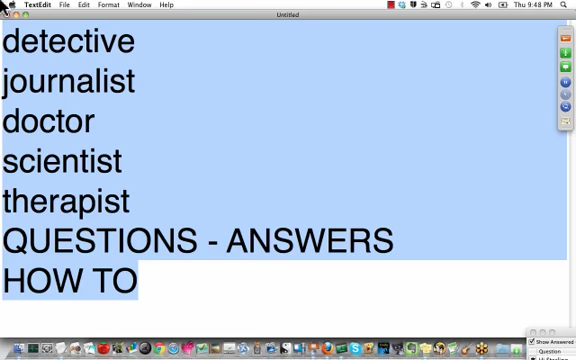 TextEdit File Edit Format Window Help Thu 9:48 PM
Untitled
detective
journalist
doctor
scientist
therapist
QUESTIONS - ANSWERS
HOW TO
Show Answered
Question